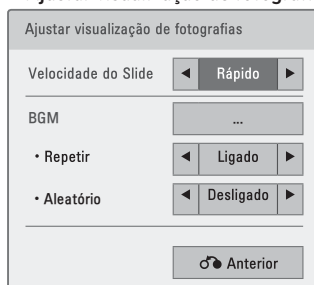 Ajustar visualização de fotografias
Velocidade do Slide ◄ Rápido ►
BGM ...
• Repetir ◄ Ligado ►
• Aleatório ◄ Desligado ►
Anterior